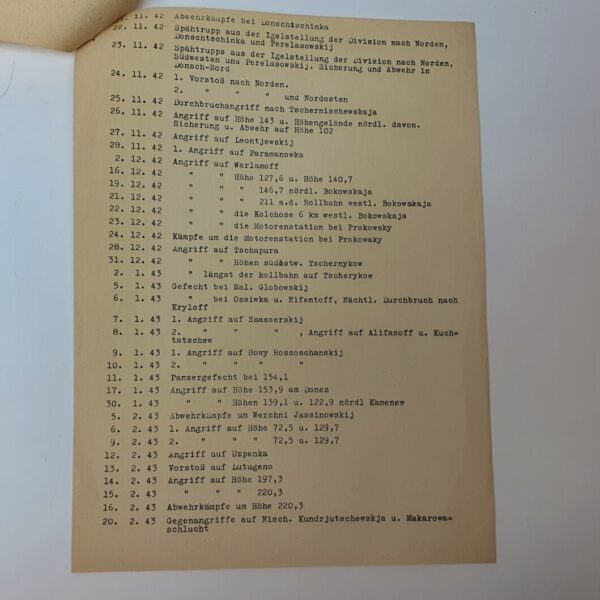 11. 42 Abwehrkämpfe bei Donschtschinka
22. 11. 42 Spähtrupp aus der Igelstellung der Division nach Norden,
Donschtschinka und Perelasowskij
23. 11. 42 Spähtrupps aus der Igelstellung der Division nach Norden,
Südwesten und Perelasowskij. Sicherung und Abwehr in
Donsch-Nord
24. 11. 42 1. Vorstoß nach Norden.
2. " " " und Nordosten
25. 11. 42 Durchbruchangriff nach Tschernischewskaja
26. 11. 42 Angriff auf Höhe 143 u. Höhengelände nördl. davon.
Sicherung u. Abwehr auf Höhe 102
27. 11. 42 Angriff auf Leontjewskij
28. 11. 42 1. Angriff auf Paramanowka
2. 12. 42 Angriff auf Warlamoff
16. 12. 42 " " Höhe 127,6 u. Höhe 140,7
19. 12. 42 " " " 146,7 nördl. Bokowskaja
21. 12. 42 " " " 211 a.d. Rollbahn westl. Bokowakaja
22. 12. 42 " " die Kolchose 6 km westl. Bokowskaja
23. 12. 42 " " die Motorenstation bei Prokowsky
24. 12. 42 Kämpfe um die Motorenstation bei Prokowaky
28. 12. 42 Angriff auf Tschapura
31. 12. 42 " " Höhen südostw. Tschernykow
2. 1. 43 " längst der Rollbahn auf Tscherykow
5. 1. 43 Gefecht bei Mal. Globowskij
6. 1. 43 " bei Ossiwka u. Nifentoff, Nächtl. Durchbruch nach
Kryloff
7. 1. 43 1. Angriff auf Ssasserskij
8. 1. 43 2. " " " , Angriff auf Alifanoff u. Kuch=
tatschew
9. 1. 43 1. Angriff auf Nowy Rossoschanskij
10. 1. 43 2. " " " "
11. 1. 43 Panzergefecht bei 154,1
17. 1. 43 Angriff auf Höhe 153,9 am Donez
30. 1. 43 " " Höhen 139,1 u. 122,9 nördl Kanenew
5. 2. 43 Abwehrkämpfe um Werchni Jassinowskij
6. 2. 43 1. Angriff auf Höhe 72,5 u. 129,7
9. 2. 43 2. " " " 72,5 u. 129,7
12. 2. 43 Angriff auf Uzpenka
13. 2. 43 Vorstoß auf Lutugeno
14. 2. 43 Angriff auf Höhe 197,3
15. 2. 43 " " " 220,3
16. 2. 43 Abwehrkämpfe um Höhe 220,3
20. 2. 43 Gegenangriffe auf Nisch. Kundrjutschewskja u. Makarowa=
schlucht